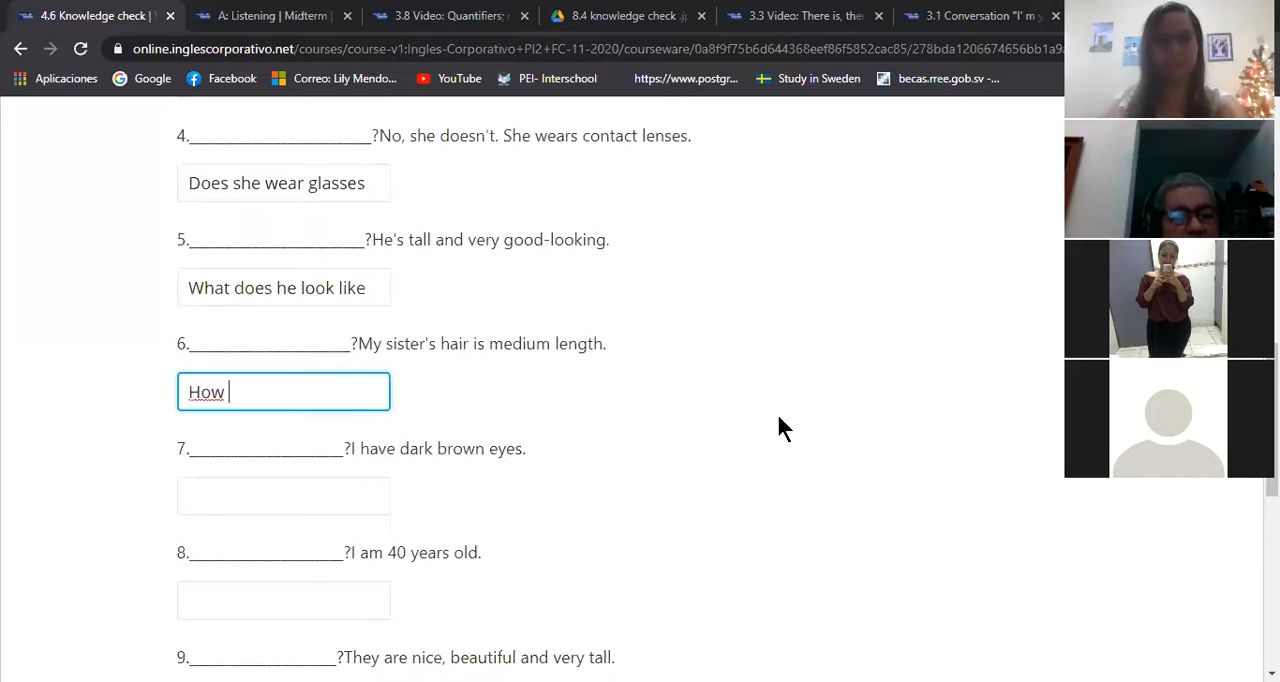 4.6 Knowledge check |
A: Listening | Midterm
3.8 Video: Quantifiers;
8.4 knowledge check
3.3 Video: There is, the
3.1 Conversation "I' m
online.inglescorporativo.net/courses/course-v1:Ingles-Corporativo+PI2+FC-11-2020/courseware/0a8f9f75b6d644368eef86f5852cac85/278bda1206674656bb1a9
Aplicaciones
Google
Facebook
Correo: Lily Mendo...
YouTube
PEI- Interschool
https://www.postgr...
Study in Sweden
becas.rree.gob.sv -...
4.____________________?No, she doesn't. She wears contact lenses.
Does she wear glasses
5.___________________?He's tall and very good-looking.
What does he look like
6.__________________?My sister's hair is medium length.
How
7._________________?I have dark brown eyes.
8._________________?I am 40 years old.
9.________________?They are nice, beautiful and very tall.